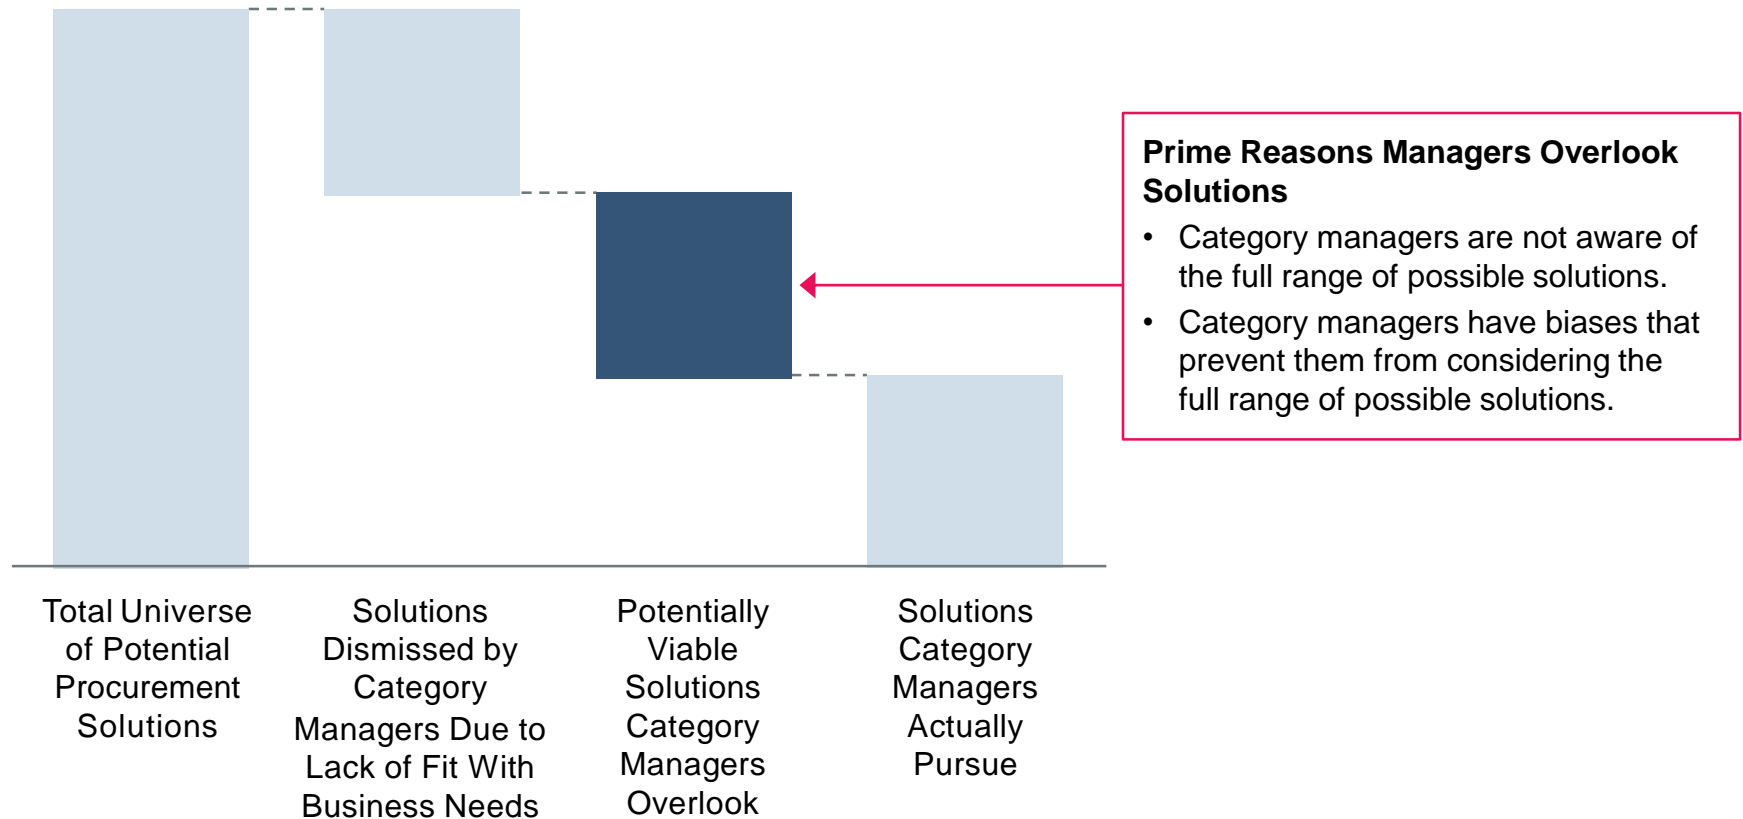 Prime Reasons Managers Overlook
Solutions
• Category managers are not aware of
the full range of possible solutions.
• Category managers have biases that
prevent them from considering the
full range of possible solutions.
Total Universe
of Potential
Procurement
Solutions
Solutions
Dismissed by
Category
Managers Due to
Lack of Fit With
Business Needs
Potentially
Viable
Solutions
Category
Managers
Overlook
Solutions
Category
Managers
Actually
Pursue